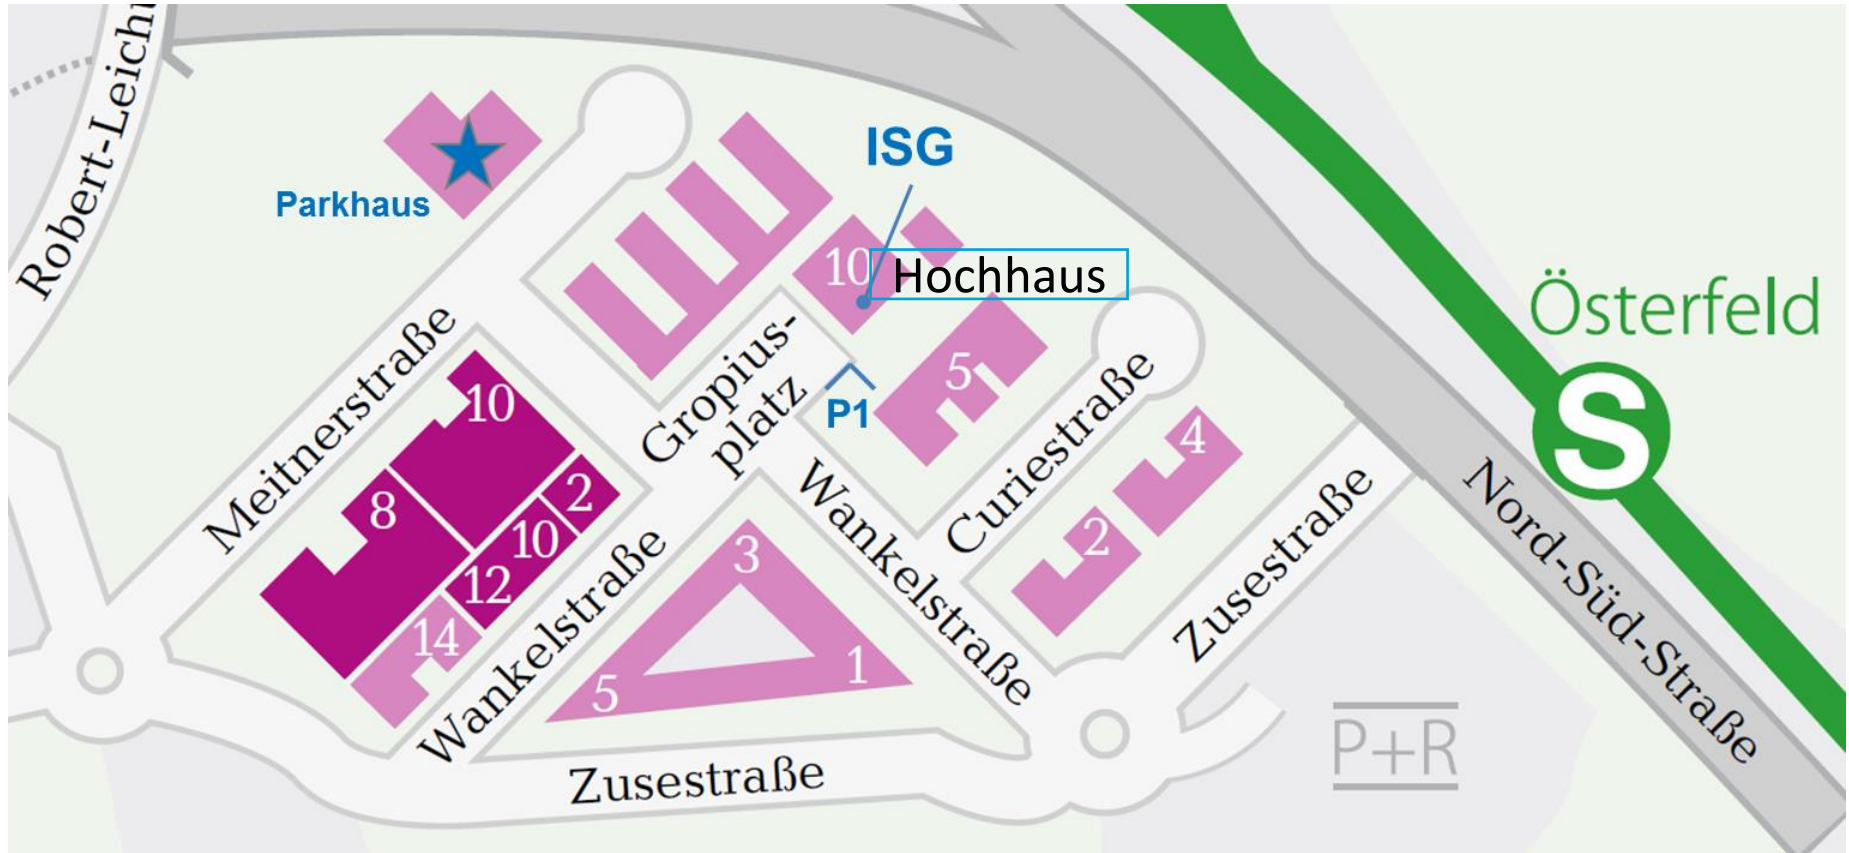 Robert-Leich
Parkhaus
ISG
10
Hochhaus
Österfeld
S
Meitnerstraße
Gropius-
platz
P1
5
Curiestraße
4
2
Zusestraße
Nord-Süd-Straße
10
8
2
10
12
14
Wankelstraße
Wankelstraße
3
1
5
Zusestraße
P+R